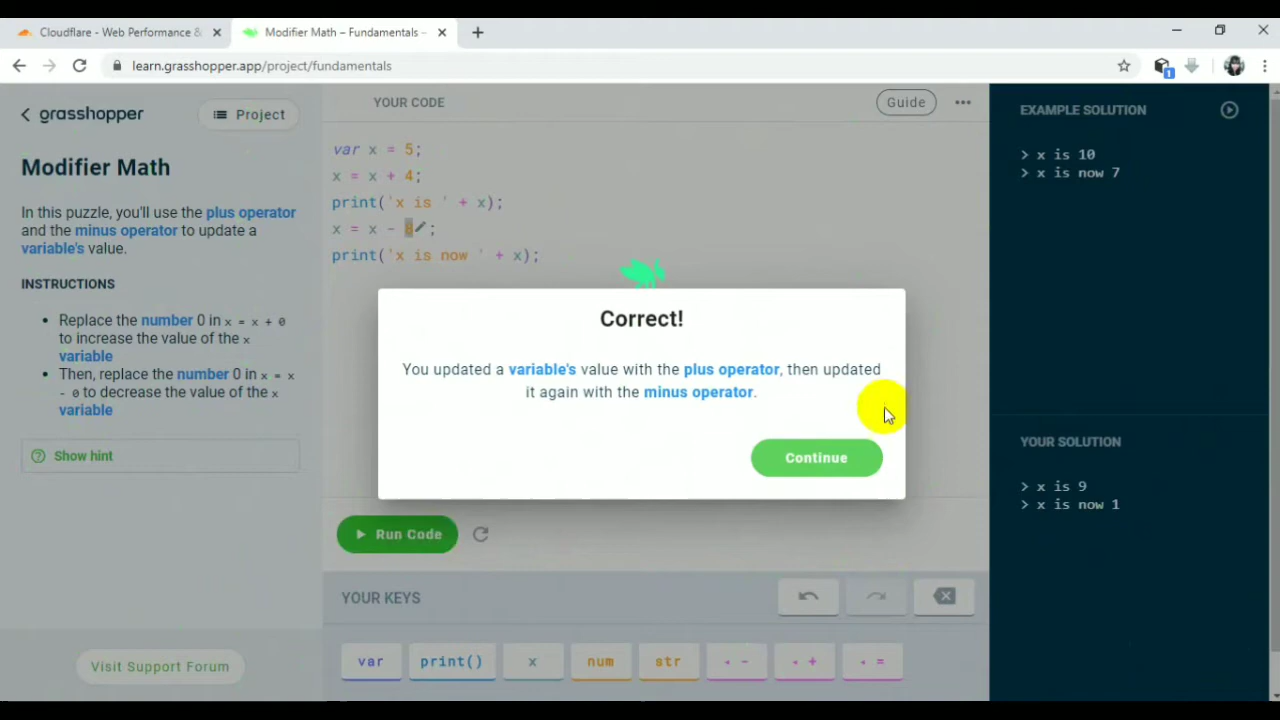 Cloudflare - Web Performance &
Modifier Math – Fundamentals –
learn.grasshopper.app/project/fundamentals
1
grasshopper
Project
Modifier Math
In this puzzle, you'll use the plus operator
and the minus operator to update a
variable's value.
INSTRUCTIONS
• Replace the number 0 in x = x + 0
to increase the value of the x
variable
• Then, replace the number 0 in x = x
- 0 to decrease the value of the x
variable
Show hint
Visit Support Forum
YOUR CODE
Guide
var x = 5;
x = x + 4;
print('x is ' + x);
x = x - 8;
print('x is now ' + x);
Correct!
You updated a variable's value with the plus operator, then updated
it again with the minus operator.
Continue
Run Code
YOUR KEYS
var
print()
x
num
str
-
+
=
EXAMPLE SOLUTION
> x is 10
> x is now 7
YOUR SOLUTION
> x is 9
> x is now 1